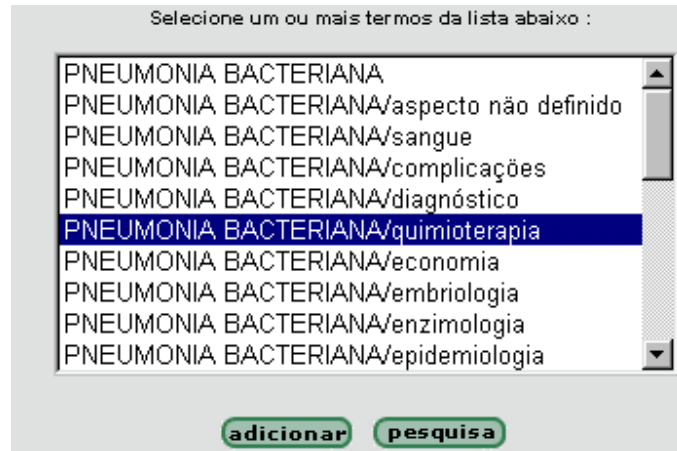 Selecione um ou mais termos da lista abaixo :
PNEUMONIA BACTERIANA
PNEUMONIA BACTERIANA/aspecto não definido
PNEUMONIA BACTERIANA/sangue
PNEUMONIA BACTERIANA/complicações
PNEUMONIA BACTERIANA/diagnóstico
PNEUMONIA BACTERIANA/quimioterapia
PNEUMONIA BACTERIANA/economia
PNEUMONIA BACTERIANA/embriologia
PNEUMONIA BACTERIANA/enzimologia
PNEUMONIA BACTERIANA/epidemiologia
adicionar pesquisa